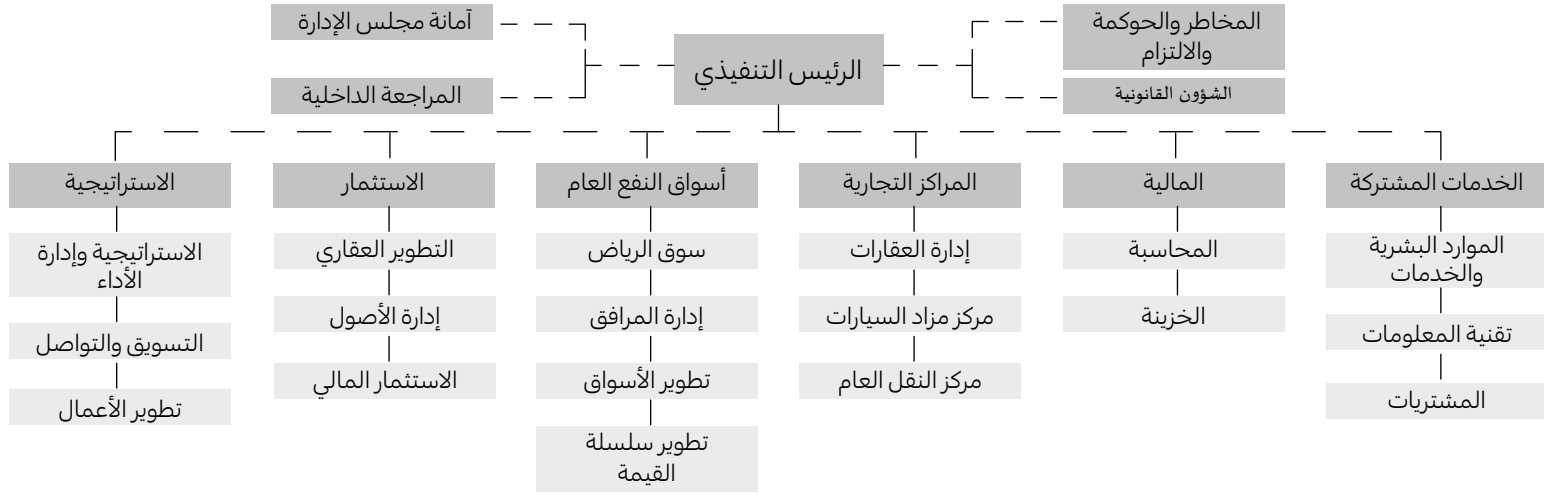 المخاطر والحوكمة
والالتزام
آمانة مجلس الإدارة
الرئيس التنفيذي
الشؤون القانونية
المراجعة الداخلية
الخدمات المشتركة
المالية
المراكز التجارية
أسواق النفع العام
الاستثمار
الاستراتيجية
الموارد البشرية
والخدمات
المحاسبة
إدارة العقارات
سوق الرياض
التطوير العقاري
الاستراتيجية وإدارة
الأداء
تقنية المعلومات
الخزينة
مركز مزاد السيارات
إدارة المرافق
إدارة الأصول
التسويق والتواصل
المشتريات
مركز النقل العام
تطوير الأسواق
الاستثمار المالي
تطوير الأعمال
تطوير سلسلة
القيمة